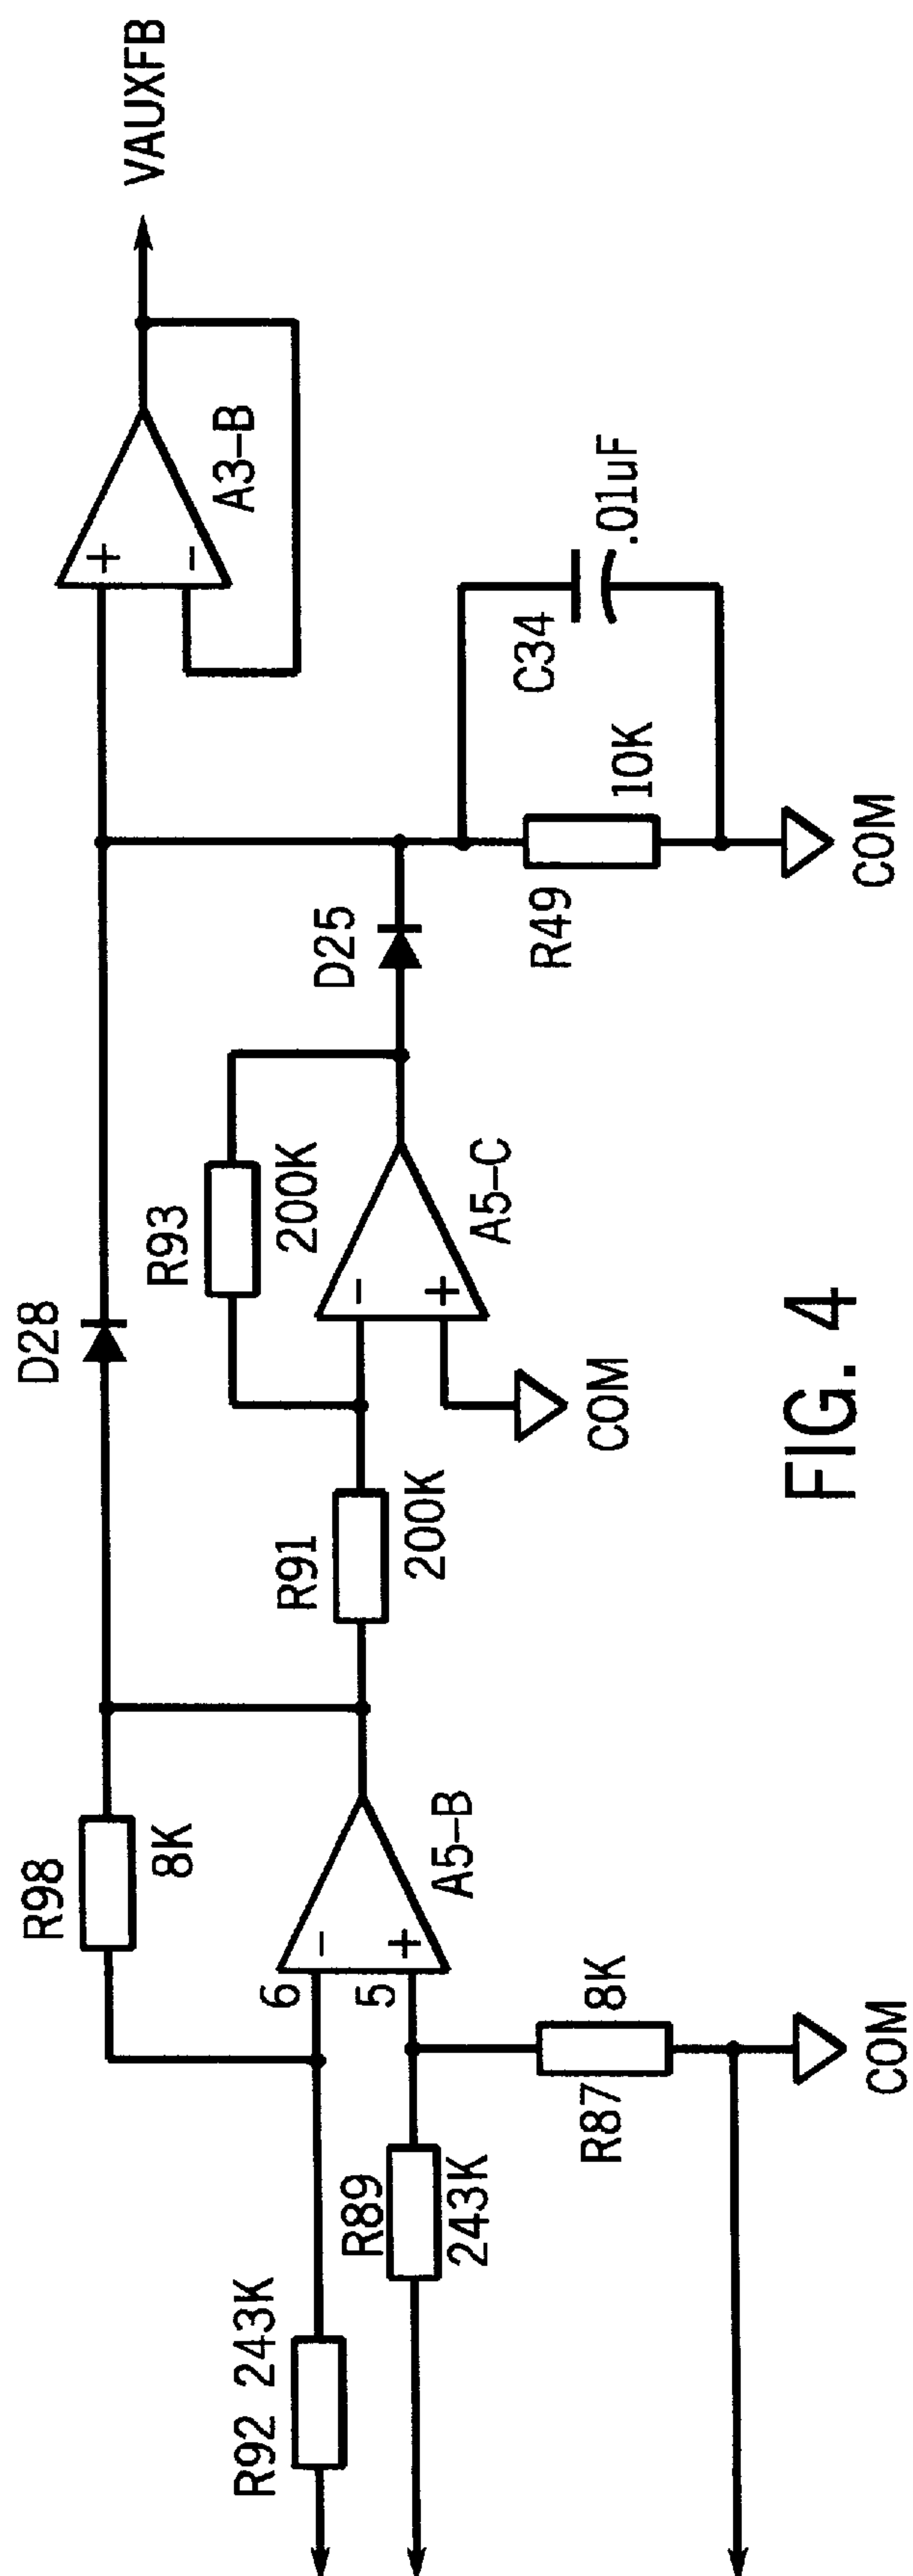 R92 243K
R89
243K
R98
8K
6
-
5
+
A5-B
R87
8K
COM
R91
200K
R93
200K
-
+
A5-C
COM
D28
D25
R49
10K
C34
.01uF
COM
+
-
A3-B
VAUXFB
FIG. 4